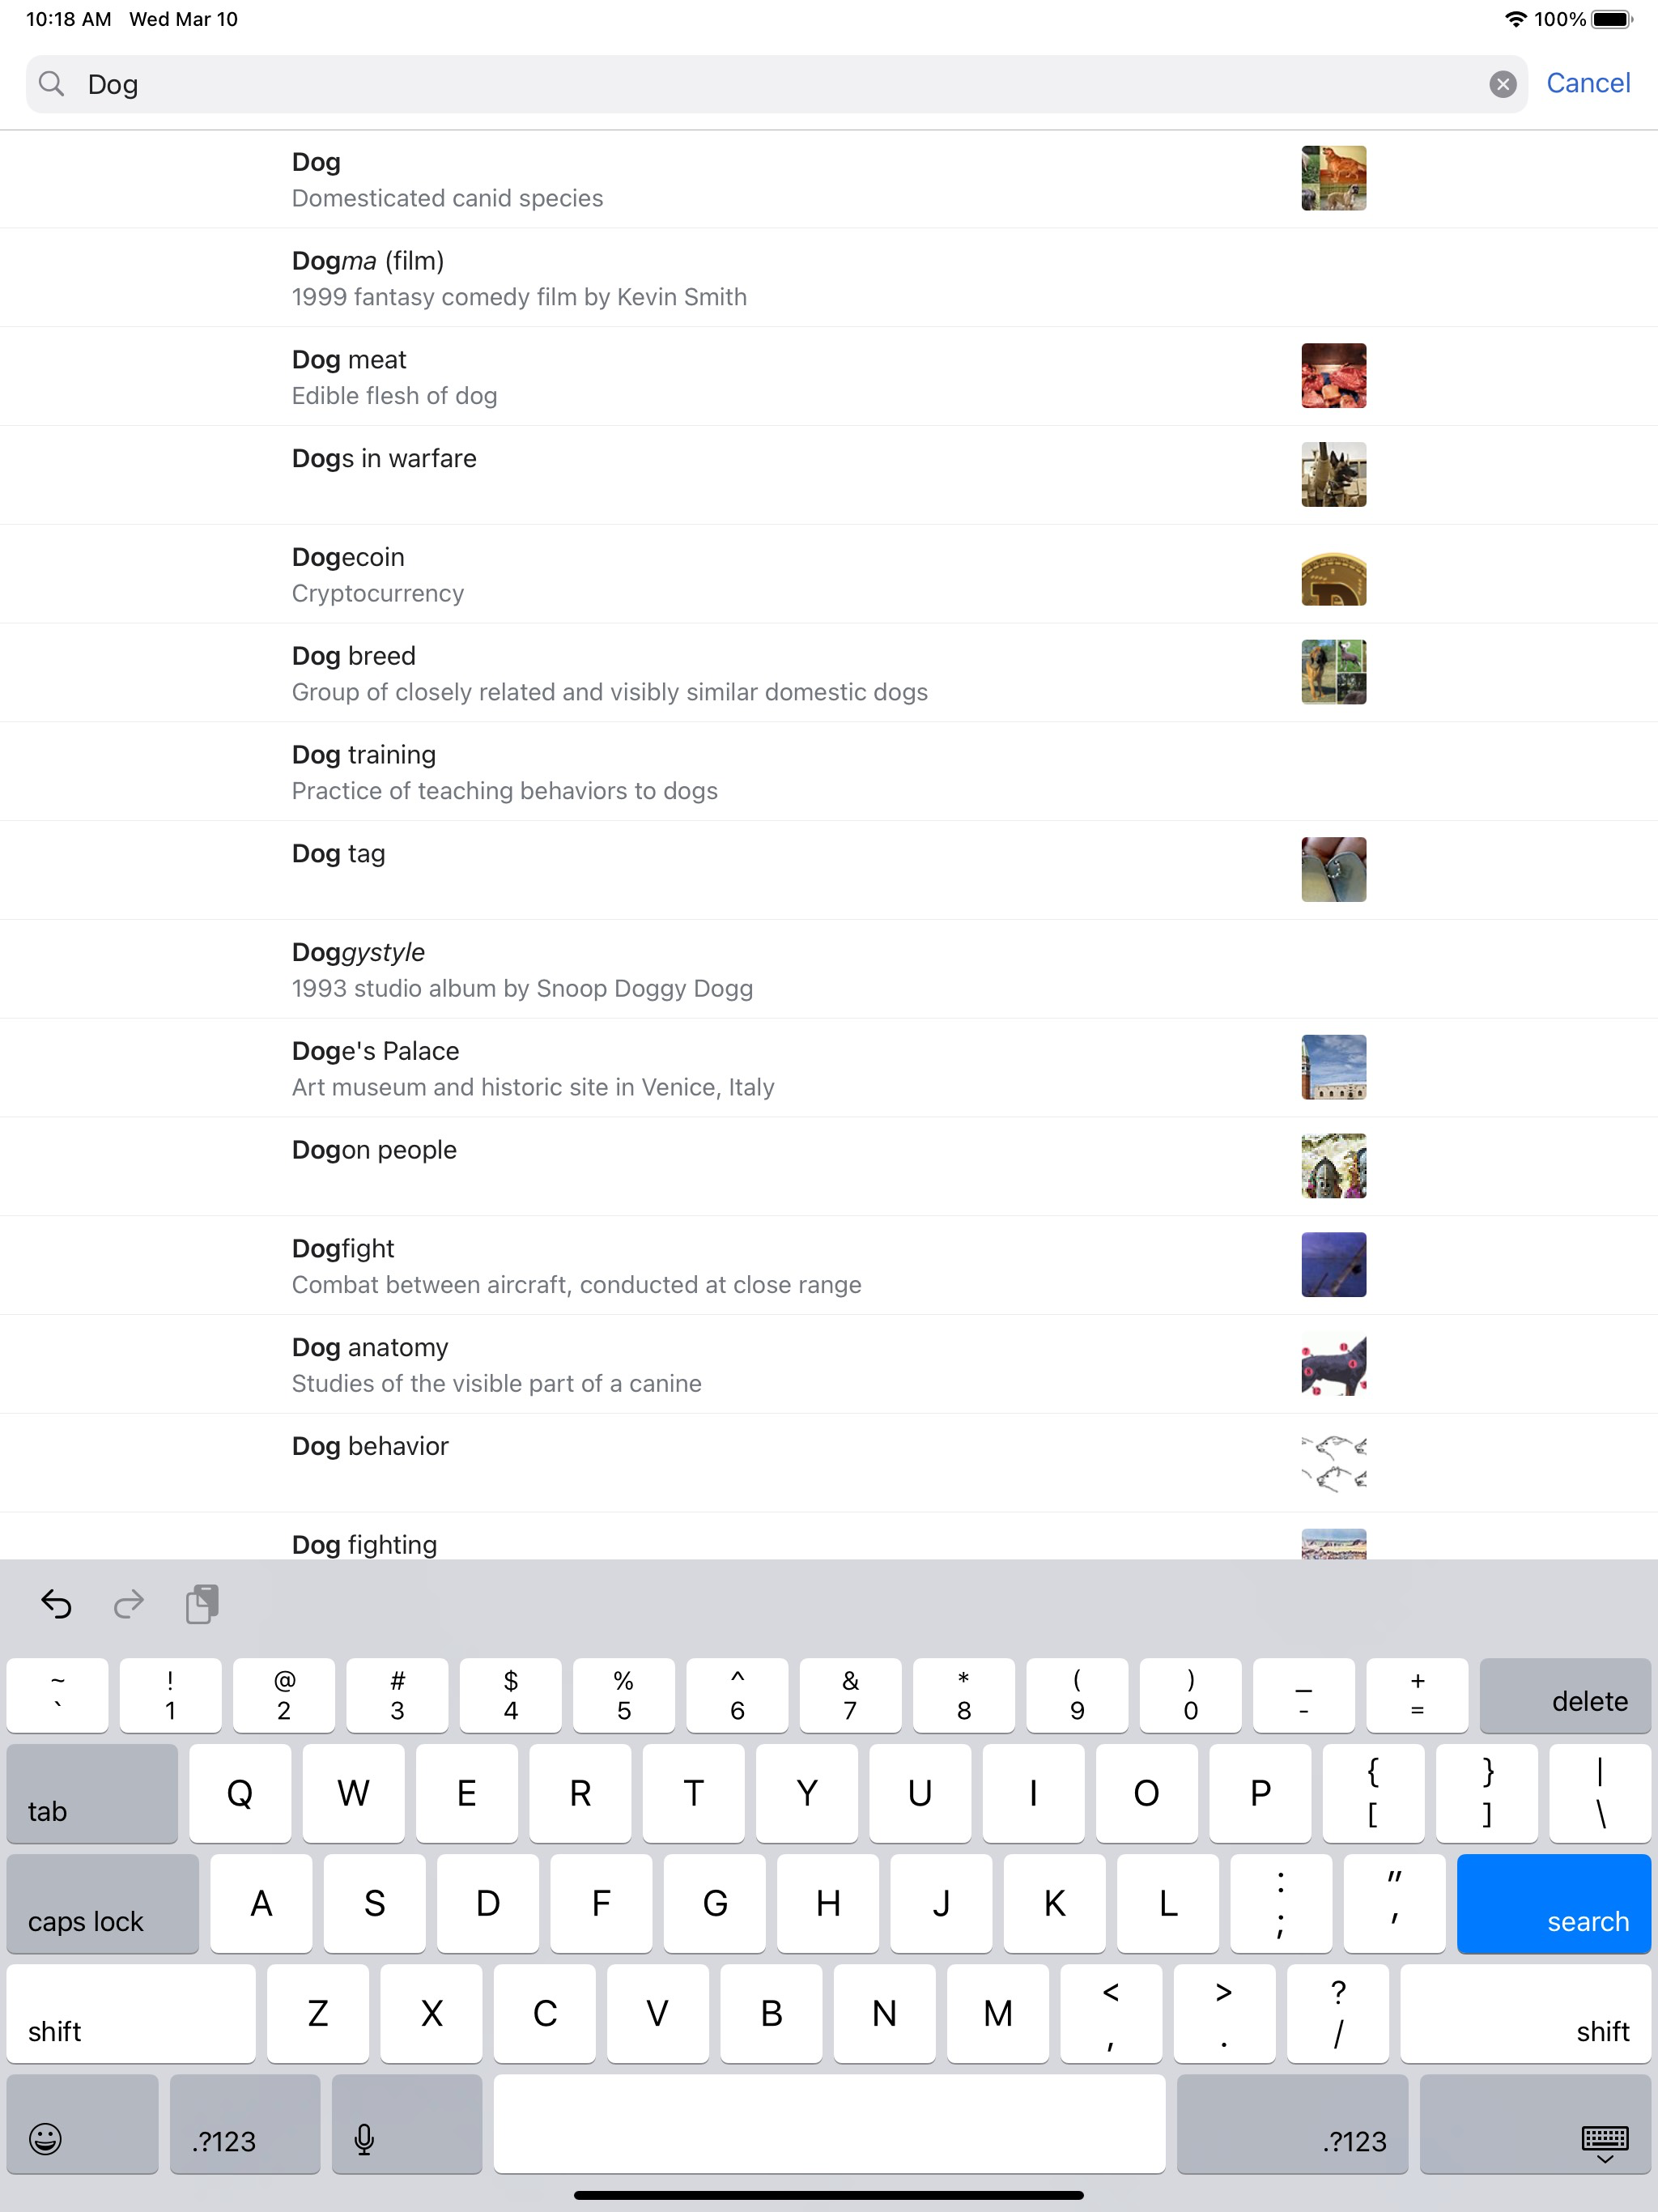 10:18 AM Wed Mar 10 100%
Dog Cancel
Dog
Domesticated canid species
Dogma (film)
1999 fantasy comedy film by Kevin Smith
Dog meat
Edible flesh of dog
Dogs in warfare
Dogecoin
Cryptocurrency
Dog breed
Group of closely related and visibly similar domestic dogs
Dog training
Practice of teaching behaviors to dogs
Dog tag
Doggystyle
1993 studio album by Snoop Doggy Dogg
Doge's Palace
Art museum and historic site in Venice, Italy
Dogon people
Dogfight
Combat between aircraft, conducted at close range
Dog anatomy
Studies of the visible part of a canine
Dog behavior
Dog fighting
~ ! @ # $ % ^ & * ( ) _ +
` 1 2 3 4 5 6 7 8 9 0 - = delete
tab Q W E R T Y U I O P { [ } ] | \
caps lock A S D F G H J K L : ; " ' search
shift Z X C V B N M < , > . ? / shift
.?123 .?123